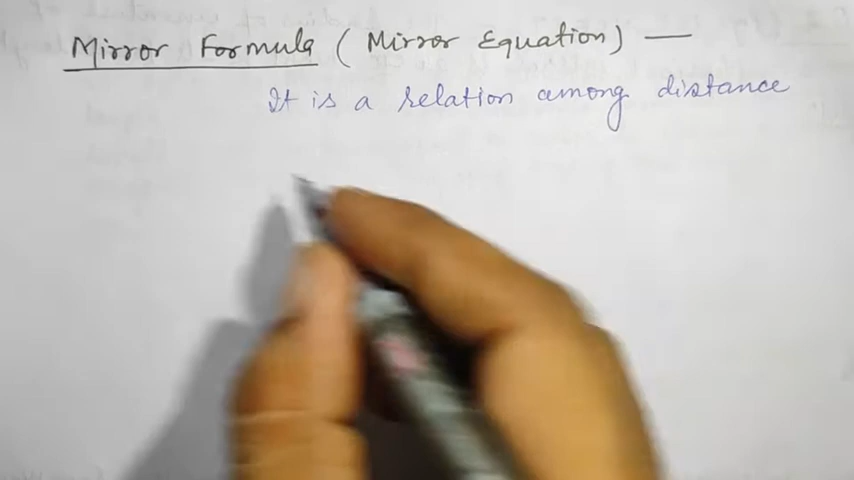 Mirror Formula (Mirror Equation) —
It is a relation among distance